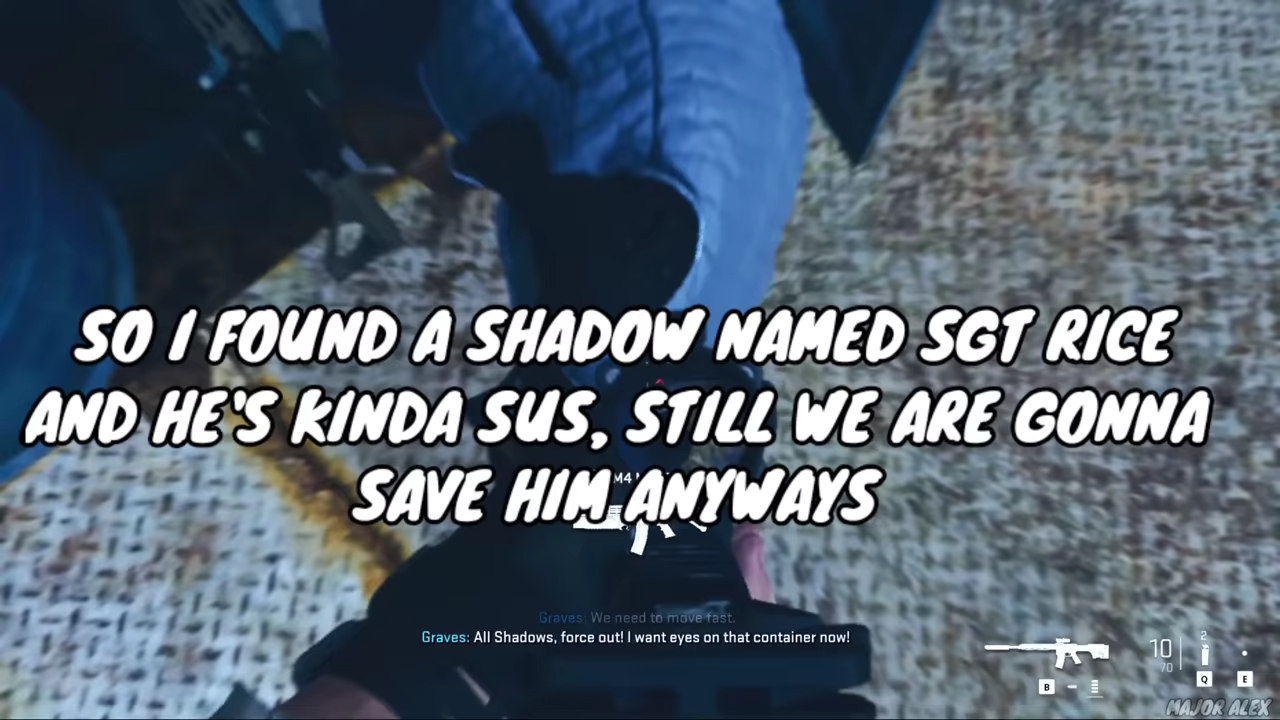 SO I FOUND A SHADOW NAMED SGT RICE
AND HE'S KINDA SUS, STILL WE ARE GONNA
SAVE HIM ANYWAYS
M4
Graves: We need to move fast.
Graves: All Shadows, force out! I want eyes on that container now!
10
70
2
B
Q
E
MAJOR ALEX